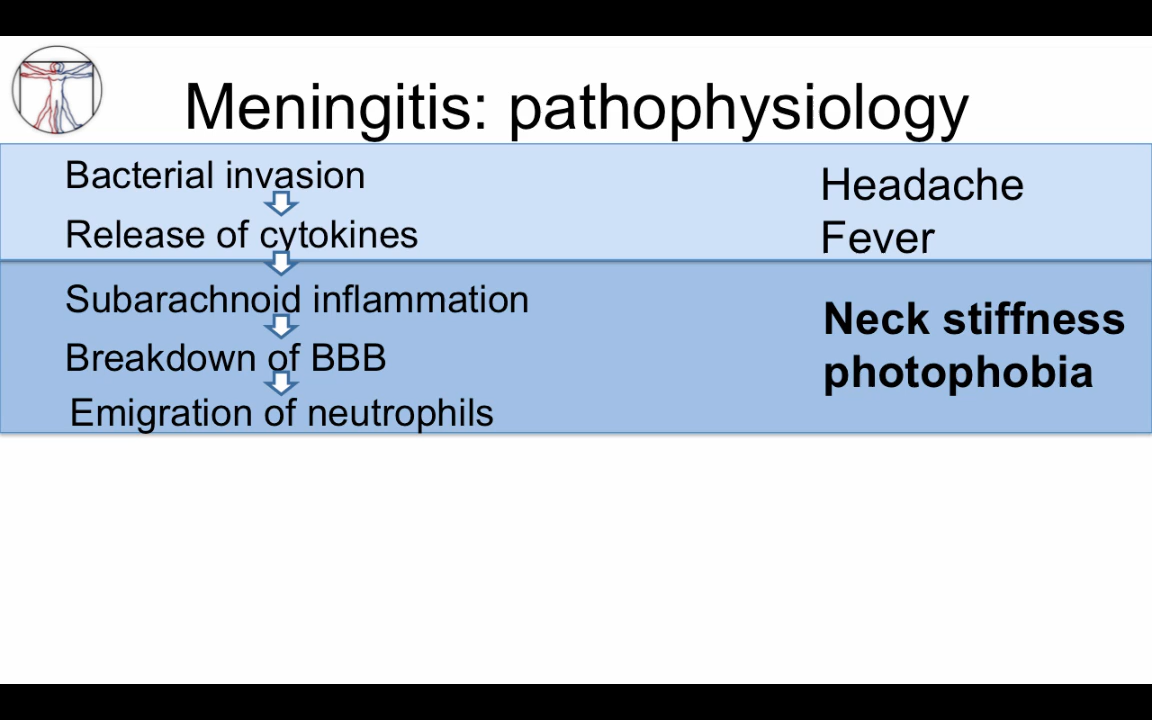 Meningitis: pathophysiology
Bacterial invasion
Release of cytokines
Headache
Fever
Subarachnoid inflammation
Breakdown of BBB
Emigration of neutrophils
Neck stiffness
photophobia